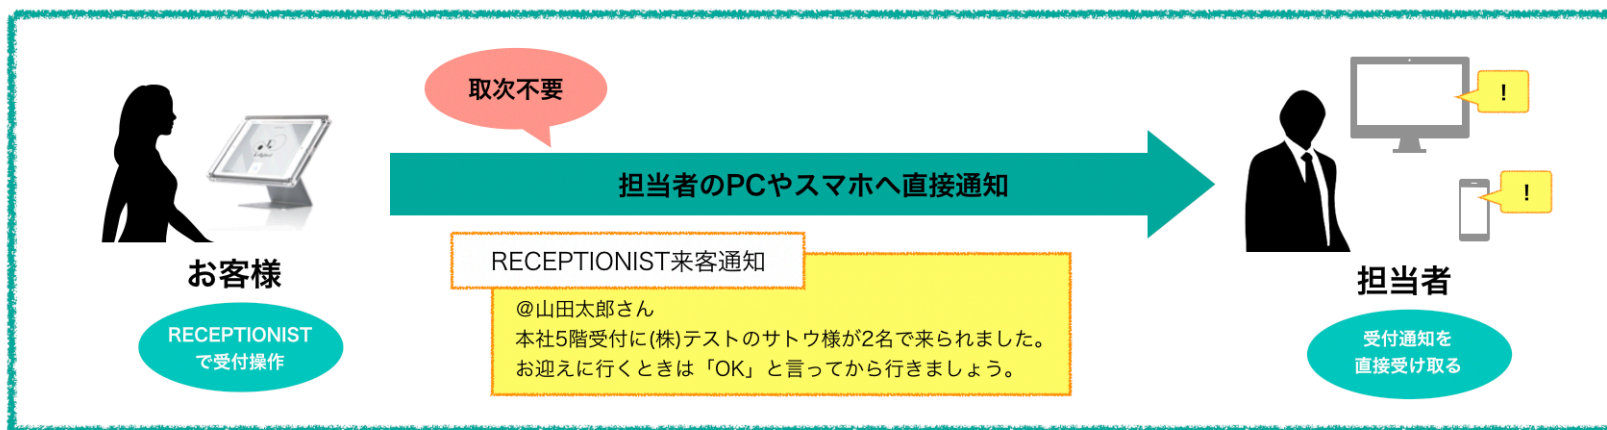 取次不要
!
!
担当者のPCやスマホへ直接通知
お客様
RECEPTIONIST
で受付操作
RECEPTIONIST来客通知
@山田太郎さん
本社5階受付に(株)テストのサトウ様が2名で来られました。
お迎えに行くときは「OK」と言ってから行きましょう。
担当者
受付通知を
直接受け取る